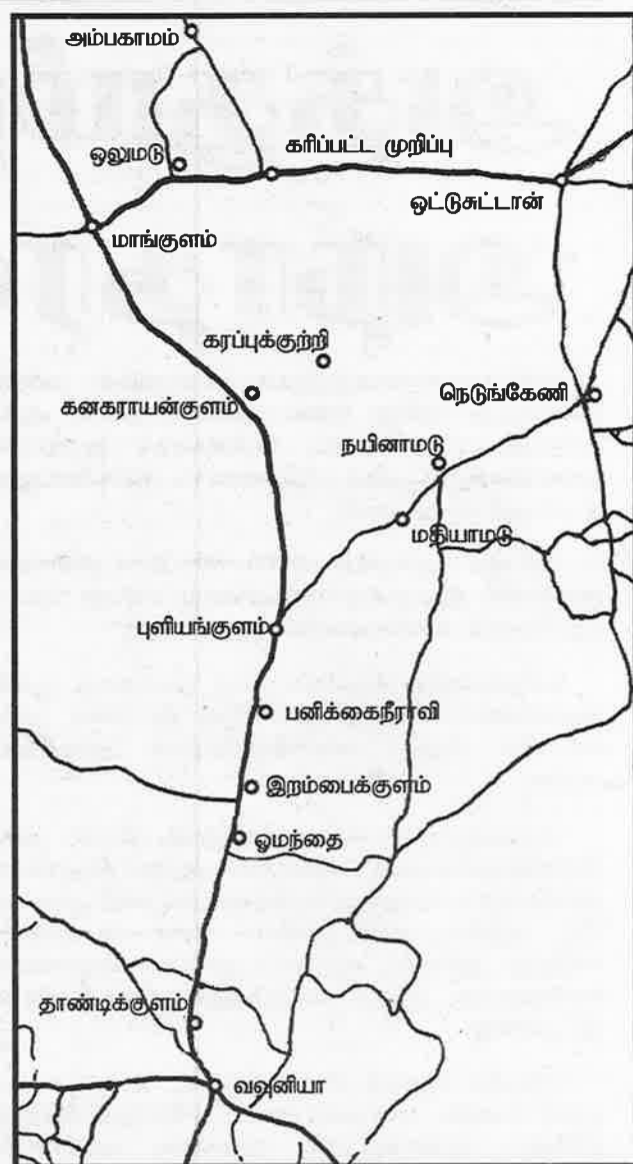 அம்பகாமம்
கரிப்பட்ட முறிப்பு
ஒலுமடு
ஒட்டுசுட்டான்
மாங்குளம்
கரப்புக்குற்றி
கனகராயன்குளம்
நெடுங்கேணி
நயினாமடு
மதியாமடு
புளியங்குளம்
பனிக்கைநீராவி
இறம்பைக்குளம்
ஓமந்தை
தாண்டிக்குளம்
வவுனியா